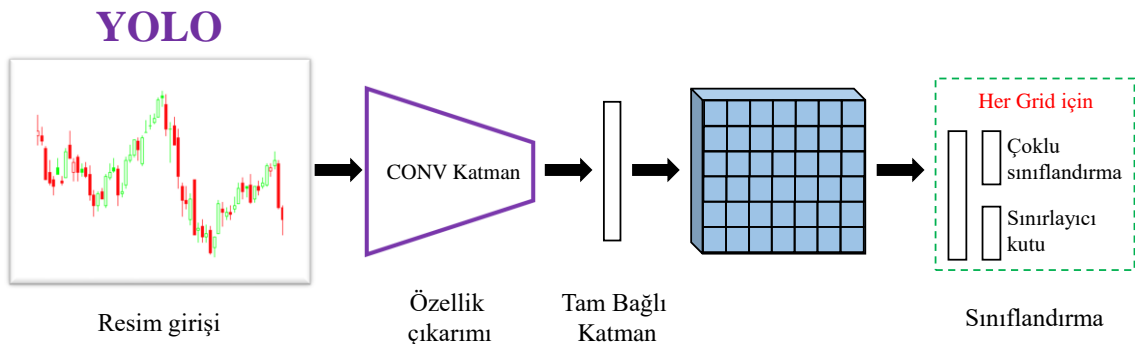 YOLO
CONV Katman
Her Grid için
Çoklu
sınıflandırma
Sınırlayıcı
kutu
Resim girişi
Özellik
çıkarımı
Tam Bağlı
Katman
Sınıflandırma